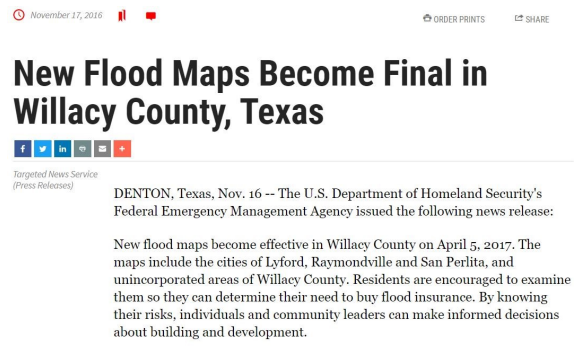 November 17, 2016
ORDER PRINTS
SHARE
New Flood Maps Become Final in
Willacy County, Texas
Targeted News Service
(Press Releases)
DENTON, Texas, Nov. 16 -- The U.S. Department of Homeland Security's
Federal Emergency Management Agency issued the following news release:
New flood maps become effective in Willacy County on April 5, 2017. The
maps include the cities of Lyford, Raymondville and San Perlita, and
unincorporated areas of Willacy County. Residents are encouraged to examine
them so they can determine their need to buy flood insurance. By knowing
their risks, individuals and community leaders can make informed decisions
about building and development.